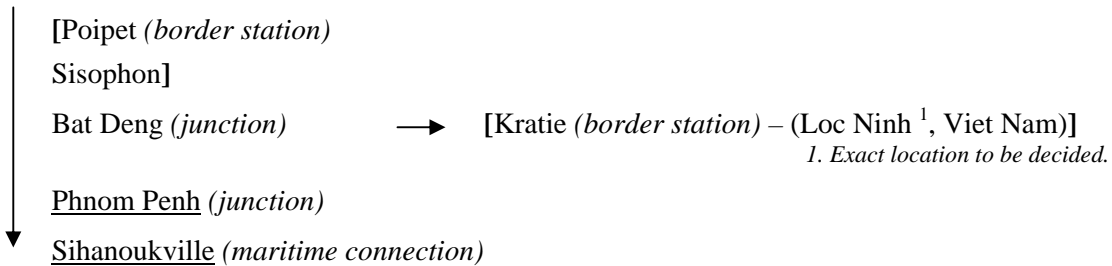 [Poipet (border station)
Sisophon]
Bat Deng (junction) → [Kratie (border station) – (Loc Ninh 1, Viet Nam)]
1. Exact location to be decided.
Phnom Penh (junction)
Sihanoukville (maritime connection)